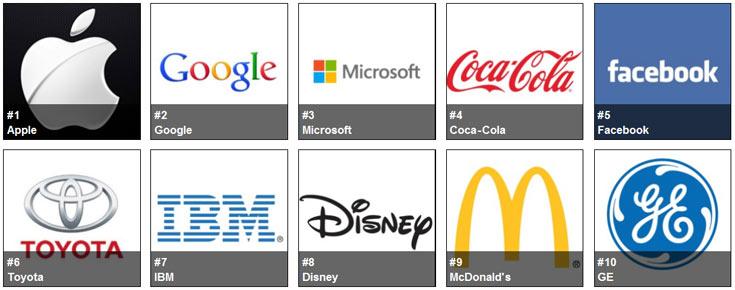 #1
Apple
Google
#2
Google
Microsoft
#3
Microsoft
Coca-Cola
#4
Coca-Cola
facebook
#5
Facebook
TOYOTA
#6
Toyota
IBM®
#7
IBM
Disney
#8
Disney
®
#9
McDonald's
GE
#10
GE